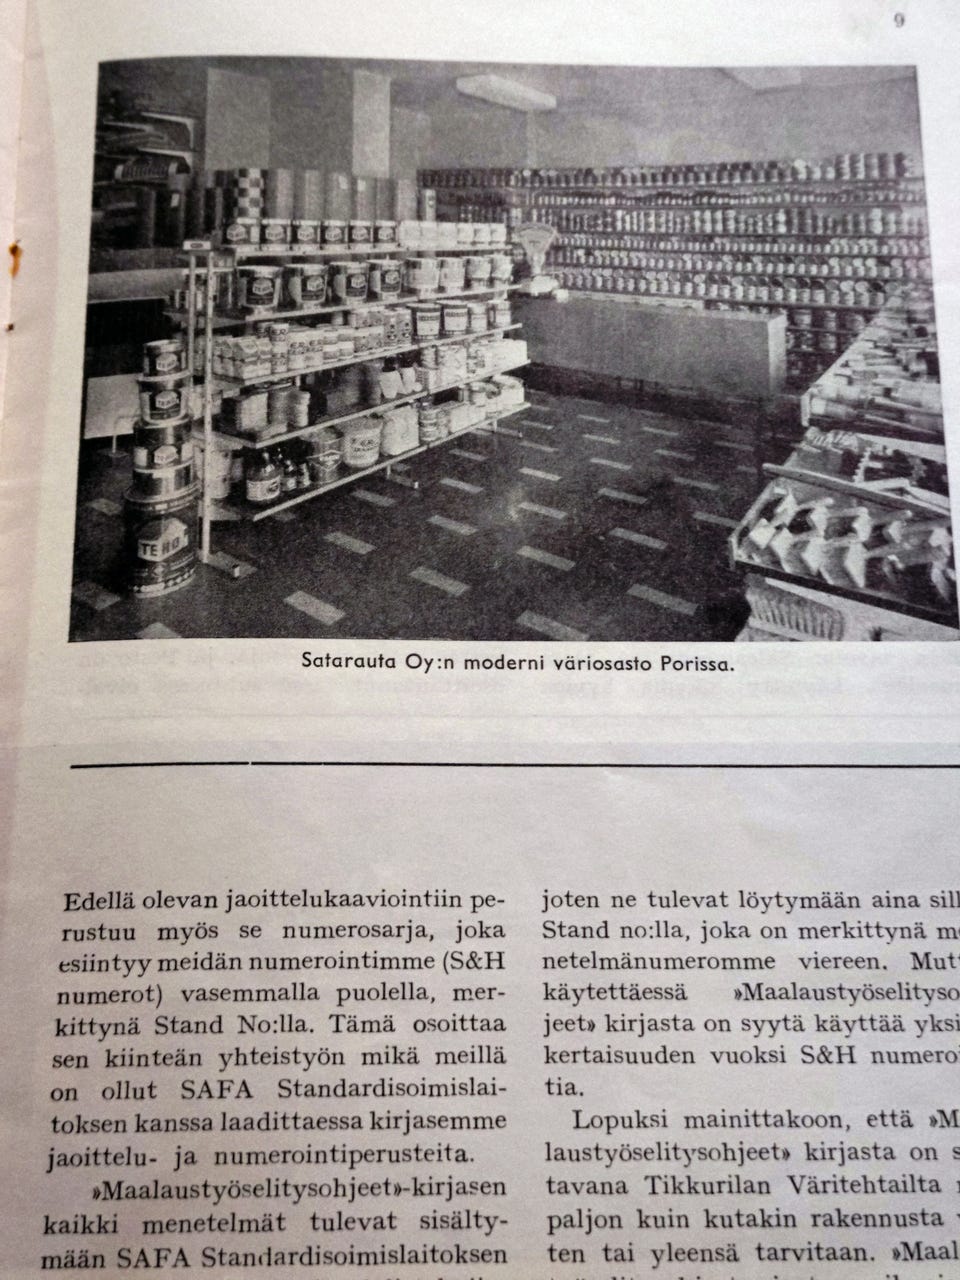 9
TEKO
TEKO
Satarauta Oy:n moderni väriosasto Porissa.
Edellä olevan jaoittelukaaviointiin pe-
rustuu myös se numerosarja, joka
esiintyy meidän numerointimme (S&H
numerot) vasemmalla puolella, mer-
kittynä Stand No:lla. Tämä osoittaa
sen kiinteän yhteistyön mikä meillä
on ollut SAFA Standardisoimislai-
toksen kanssa laadittaessa kirjasemme
jaoittelu- ja numerointiperusteita.
»Maalaustyöselitysohjeet»-kirjasen
kaikki menetelmät tulevat sisälty-
mään SAFA Standardisoimislaitoksen
joten ne tulevat löytymään aina sill
Stand no:lla, joka on merkittynä m
netelmänumeromme viereen. Mut
käytettäessä »Maalaustyöselityso
jeet» kirjasta on syytä käyttää yksi
kertaisuuden vuoksi S&H numeroi
tia.
Lopuksi mainittakoon, että »M
laustyöselitysohjeet» kirjasta on s
tavana Tikkurilan Väritehtailta
paljon kuin kutakin rakennusta v
ten tai yleensä tarvitaan. »Maal